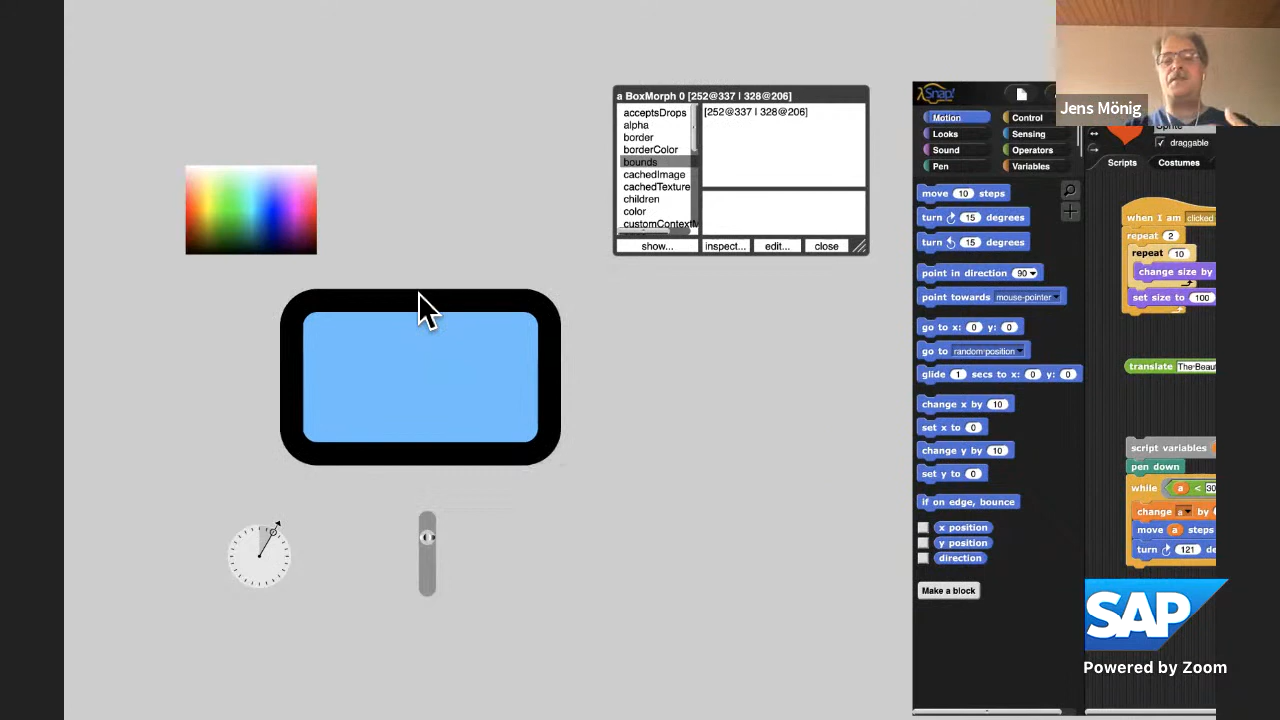 Jens Mönig
a BoxMorph 0 [252@337 | 328@206]
acceptsDrops
alpha
border
borderColor
bounds
cachedImage
cachedTexture
children
color
customContextM
[252@337 | 328@206]
show...
inspect...
edit...
close
Snap!
Motion
Looks
Sound
Pen
Control
Sensing
Operators
Variables
move 10 steps
turn 15 degrees
turn 15 degrees
point in direction 90
point towards mouse-pointer
go to x: 0 y: 0
go to random position
glide 1 secs to x: 0 y: 0
change x by 10
set x to 0
change y by 10
set y to 0
if on edge, bounce
x position
y position
direction
Make a block
draggable
Scripts
Costumes
when I am clicked
repeat 2
repeat 10
change size by
set size to 100
translate The Beau
script variables
pen down
while a < 30
change a by
move a steps
turn 121 de
SAP
Powered by Zoom